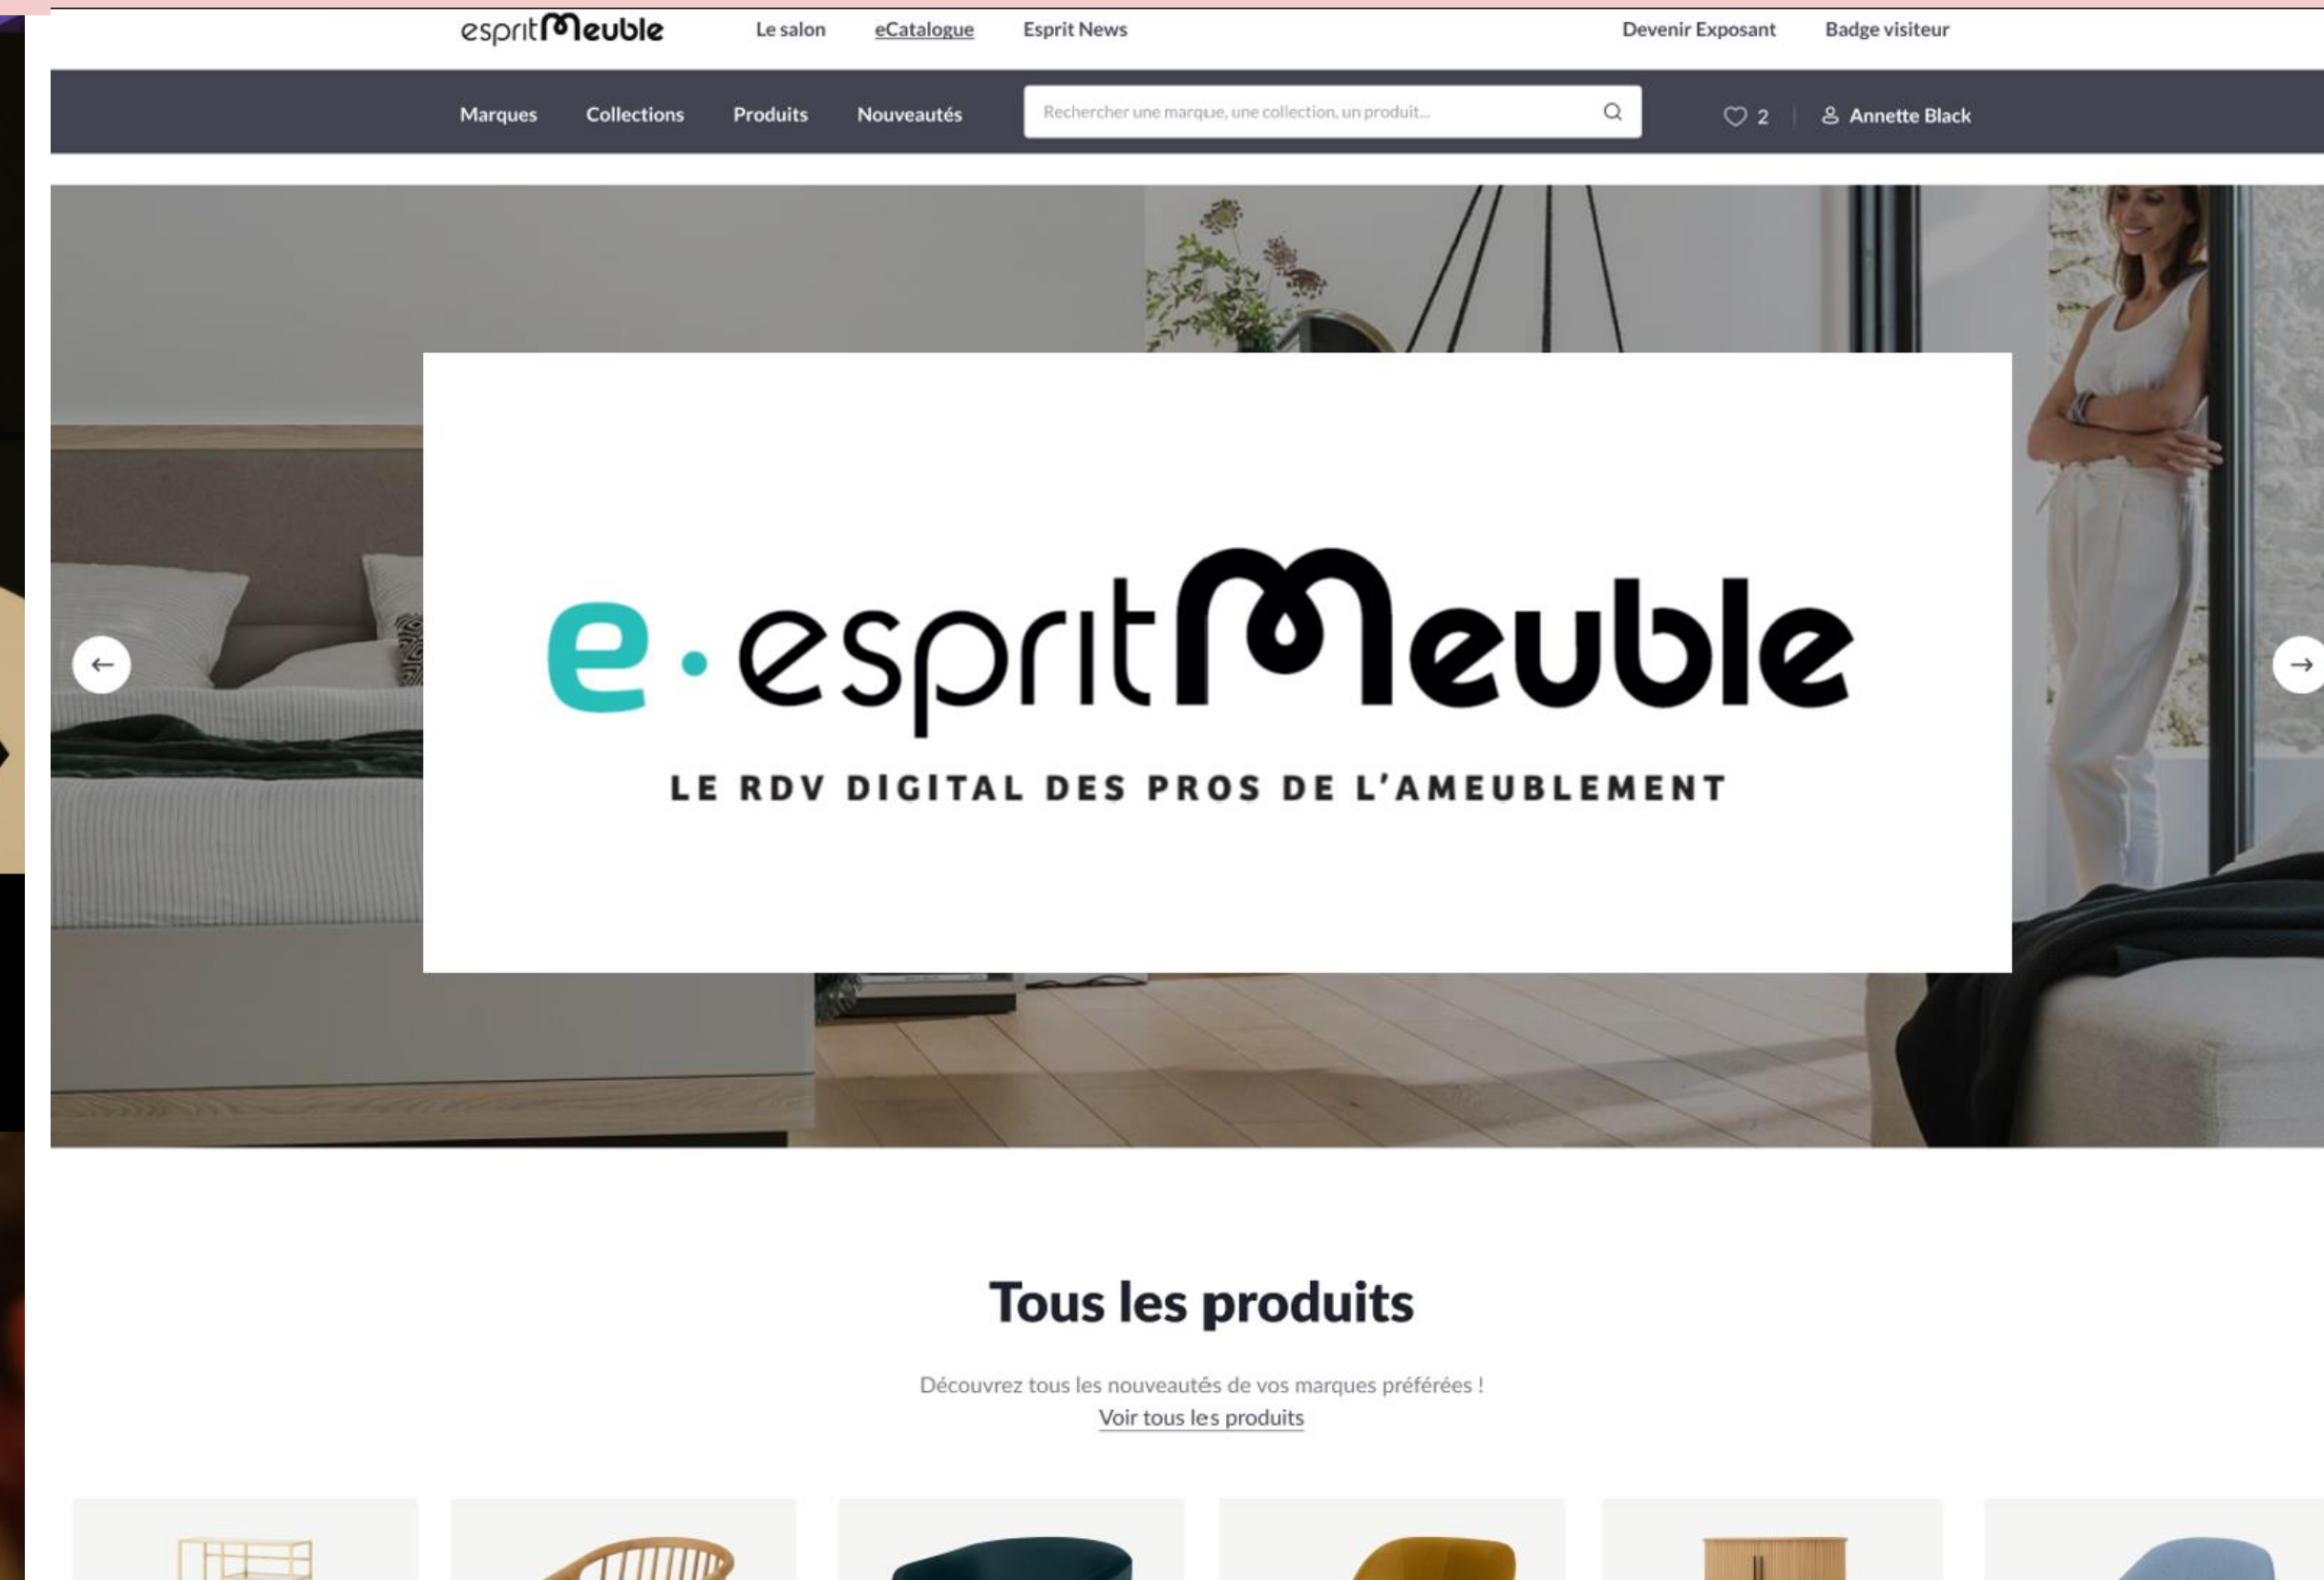 espritMeuble Le salon eCatalogue Esprit News Devenir Exposant Badge visiteur
Marques Collections Produits Nouveautés Rechercher une marque, une collection, un produit... 2 Annette Black
e·espritMeuble
LE RDV DIGITAL DES PROS DE L'AMEUBLEMENT
Tous les produits
Découvrez tous les nouveautés de vos marques préférées !
Voir tous les produits